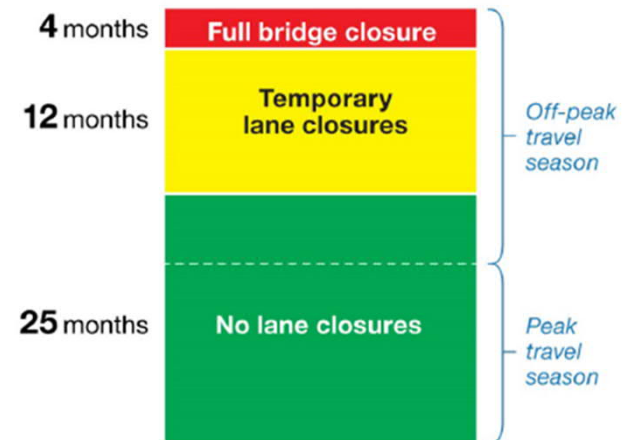 4 months
Full bridge closure
12 months
Temporary
lane closures
Off-peak
travel
season
25 months
No lane closures
Peak
travel
season